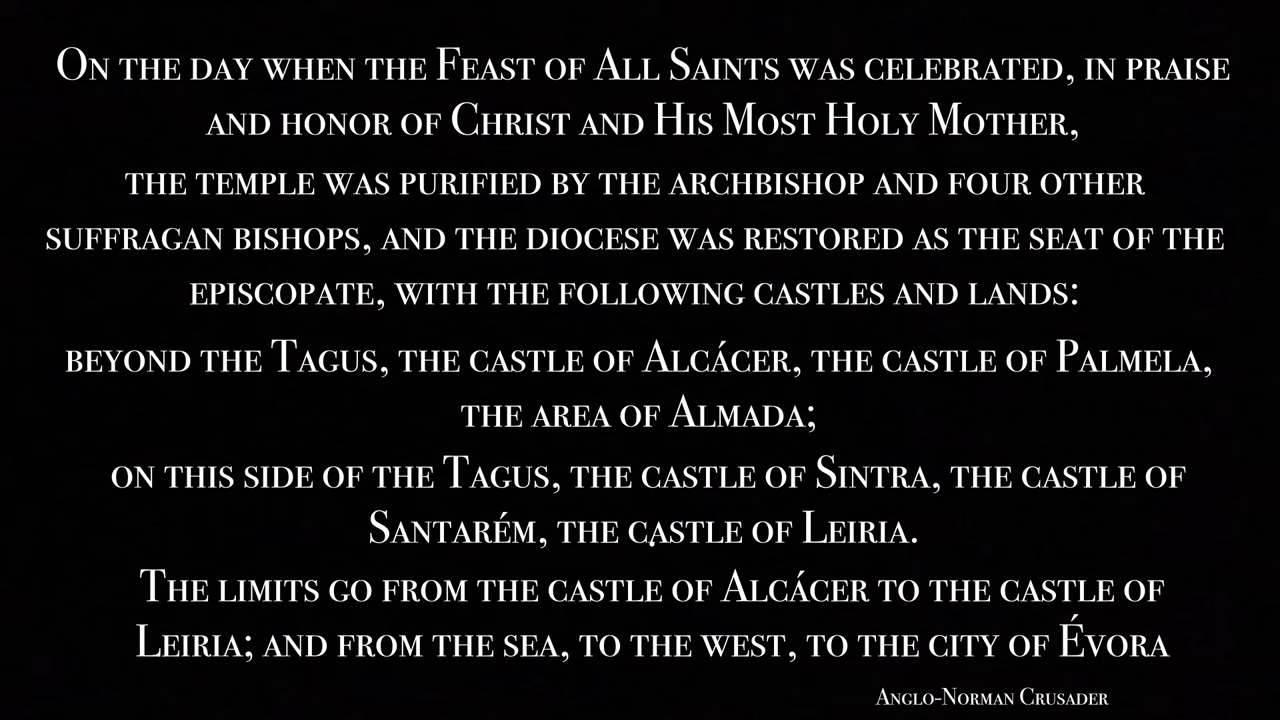 On the day when the Feast of All Saints was celebrated, in praise
and honor of Christ and His Most Holy Mother,
the temple was purified by the archbishop and four other
suffragan bishops, and the diocese was restored as the seat of the
episcopate, with the following castles and lands:
beyond the Tagus, the castle of Alcácer, the castle of Palmela,
the area of Almada;
on this side of the Tagus, the castle of Sintra, the castle of
Santarém, the castle of Leiria.
The limits go from the castle of Alcácer to the castle of
Leiria; and from the sea, to the west, to the city of Évora
Anglo-Norman Crusader